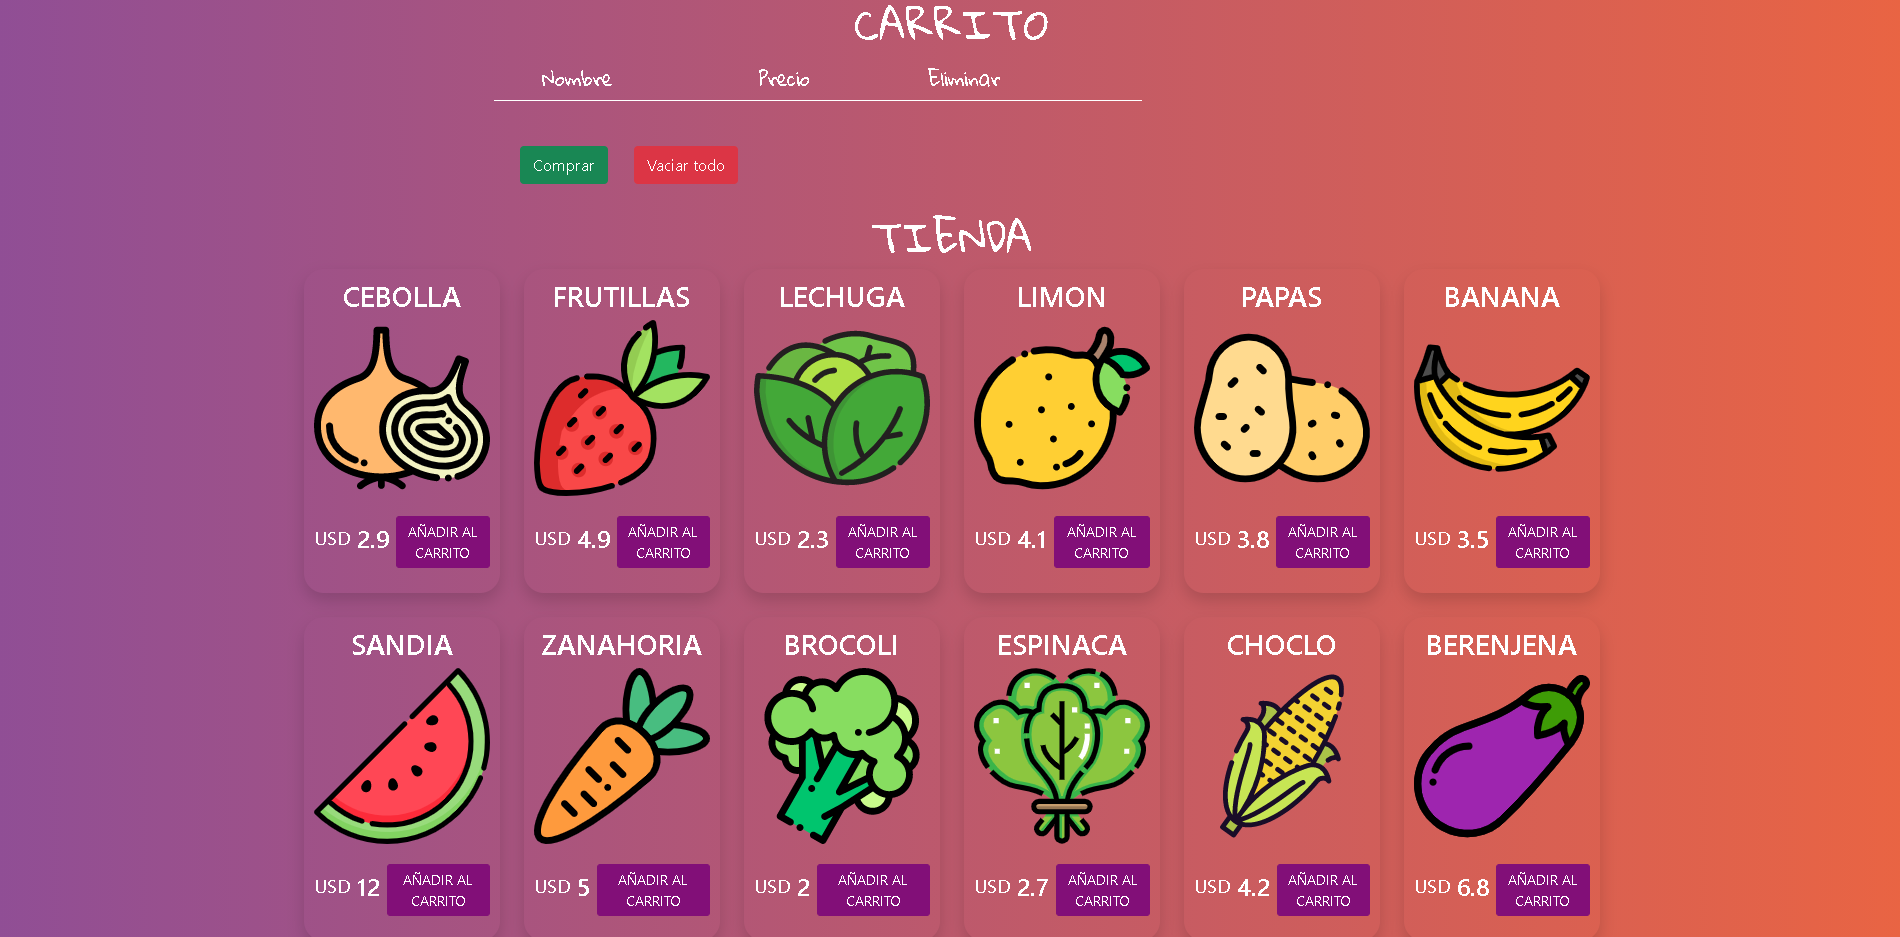 CARRITO
Nombre Precio Eliminar
Comprar Vaciar todo
TIENDA
CEBOLLA FRUTILLAS LECHUGA LIMON PAPAS BANANA
USD 2.9 AÑADIR AL CARRITO USD 4.9 AÑADIR AL CARRITO USD 2.3 AÑADIR AL CARRITO USD 4.1 AÑADIR AL CARRITO USD 3.8 AÑADIR AL CARRITO USD 3.5 AÑADIR AL CARRITO
SANDIA ZANAHORIA BROCOLI ESPINACA CHOCLO BERENJENA
USD 12 AÑADIR AL CARRITO USD 5 AÑADIR AL CARRITO USD 2 AÑADIR AL CARRITO USD 2.7 AÑADIR AL CARRITO USD 4.2 AÑADIR AL CARRITO USD 6.8 AÑADIR AL CARRITO